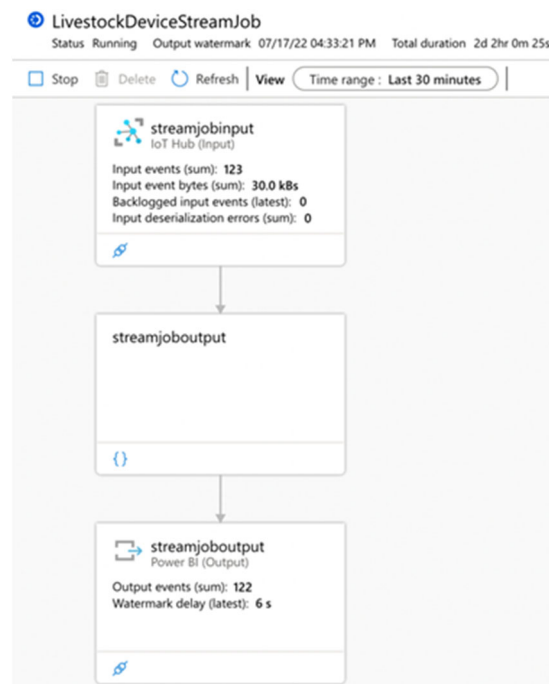 LivestockDeviceStreamJob
Status Running Output watermark 07/17/22 04:33:21 PM Total duration 2d 2hr 0m 25s
Stop Delete Refresh View Time range : Last 30 minutes
streamjobinput
IoT Hub (Input)
Input events (sum): 123
Input event bytes (sum): 30.0 kBs
Backlogged input events (latest): 0
Input deserialization errors (sum): 0
streamjoboutput
{}
streamjoboutput
Power BI (Output)
Output events (sum): 122
Watermark delay (latest): 6 s